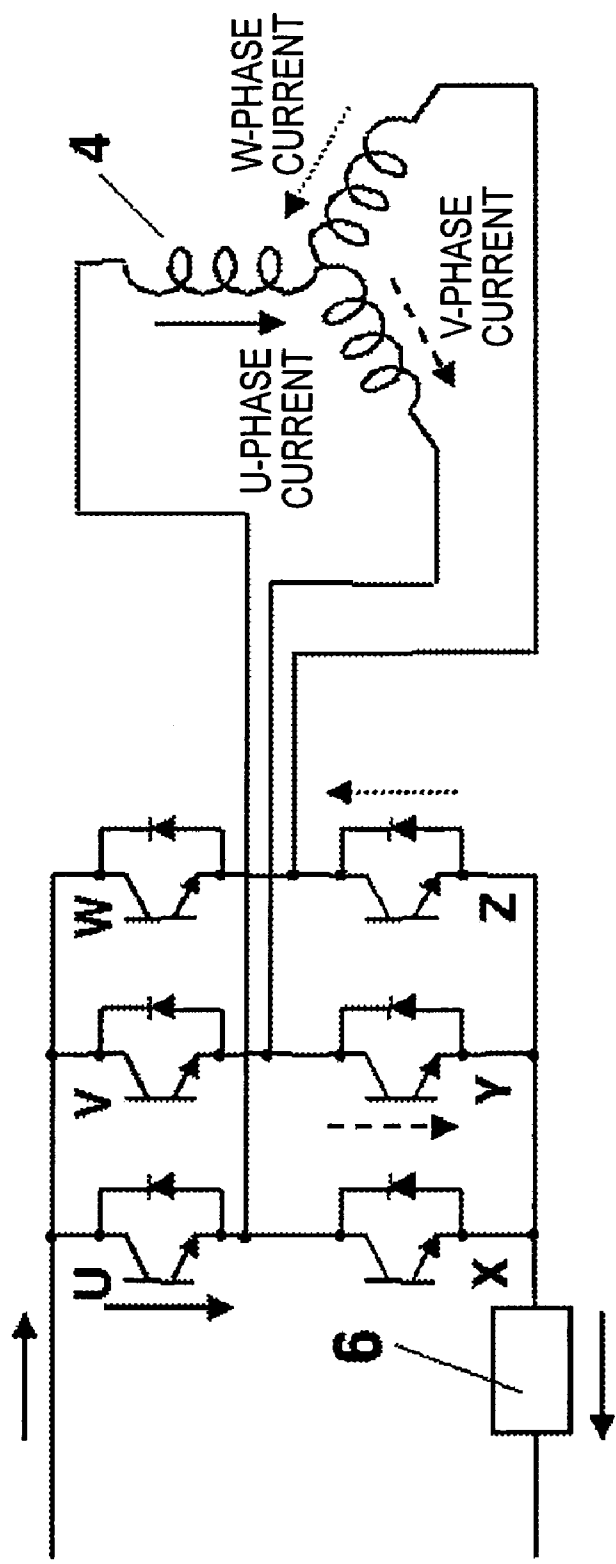 4
W-PHASE
CURRENT
U-PHASE
CURRENT
V-PHASE
CURRENT
U
V
W
X
Y
Z
6